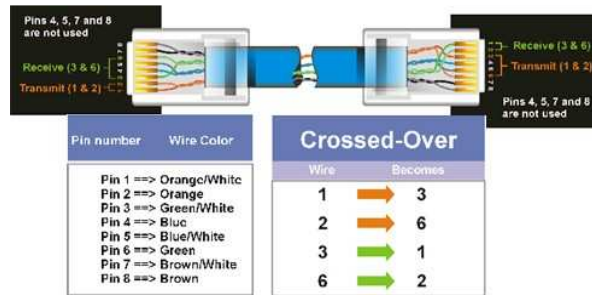 Pins 4, 5, 7 and 8
are not used
Receive (3 & 6)
Transmit (1 & 2)
Receive (3 & 6)
Transmit (1 & 2)
Pins 4, 5, 7 and 8
are not used
Pin number Wire Color
Pin 1 ==> Orange/White
Pin 2 ==> Orange
Pin 3 ==> Green/White
Pin 4 ==> Blue
Pin 5 ==> Blue/White
Pin 6 ==> Green
Pin 7 ==> Brown/White
Pin 8 ==> Brown
Crossed-Over
Wire Becomes
1 3
2 6
3 1
6 2